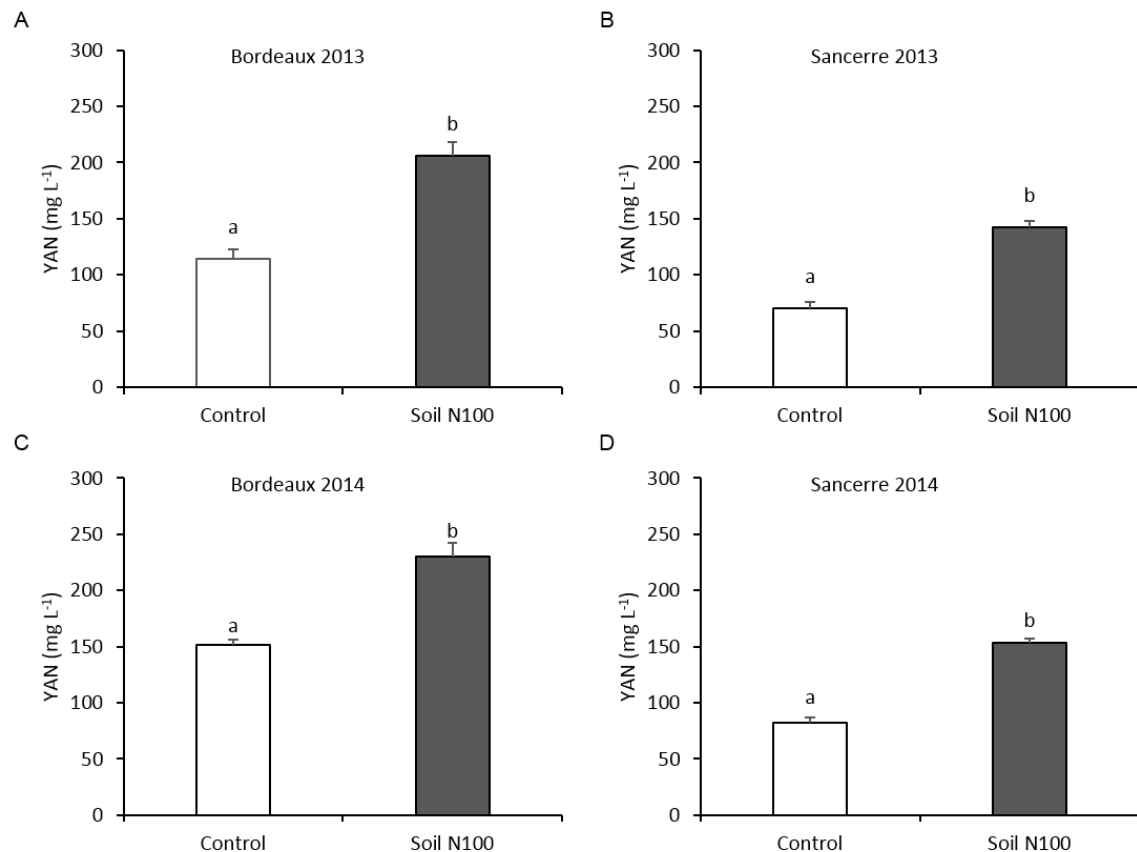 A
Bordeaux 2013
YAN (mg L⁻¹)
300
250
200
150
100
50
0
a
b
Control
Soil N100
B
Sancerre 2013
YAN (mg L⁻¹)
300
250
200
150
100
50
0
a
b
Control
Soil N100
C
Bordeaux 2014
YAN (mg L⁻¹)
300
250
200
150
100
50
0
a
b
Control
Soil N100
D
Sancerre 2014
YAN (mg L⁻¹)
300
250
200
150
100
50
0
a
b
Control
Soil N100